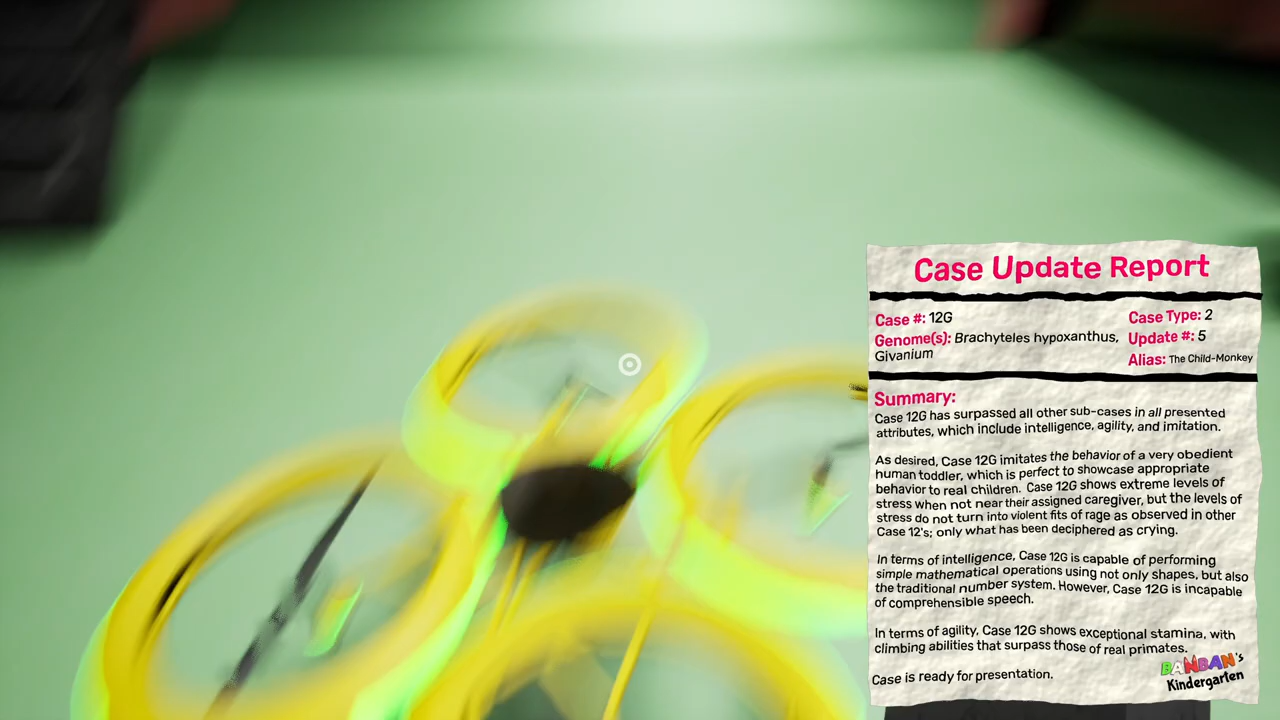 Case Update Report
Case #: 12G
Case Type: 2
Genome(s): Brachyteles hypoxanthus,
Givanium
Update #: 5
Alias: The Child-Monkey
Summary:
Case 12G has surpassed all other sub-cases in all presented
attributes, which include intelligence, agility, and imitation.
As desired, Case 12G imitates the behavior of a very obedient
human toddler, which is perfect to showcase appropriate
behavior to real children. Case 12G shows extreme levels of
stress when not near their assigned caregiver, but the levels of
stress do not turn into violent fits of rage as observed in other
Case 12's; only what has been deciphered as crying.
In terms of intelligence, Case 12G is capable of performing
simple mathematical operations using not only shapes, but also
the traditional number system. However, Case 12G is incapable
of comprehensible speech.
In terms of agility, Case 12G shows exceptional stamina, with
climbing abilities that surpass those of real primates.
Case is ready for presentation.
BANBAN's
Kindergarten